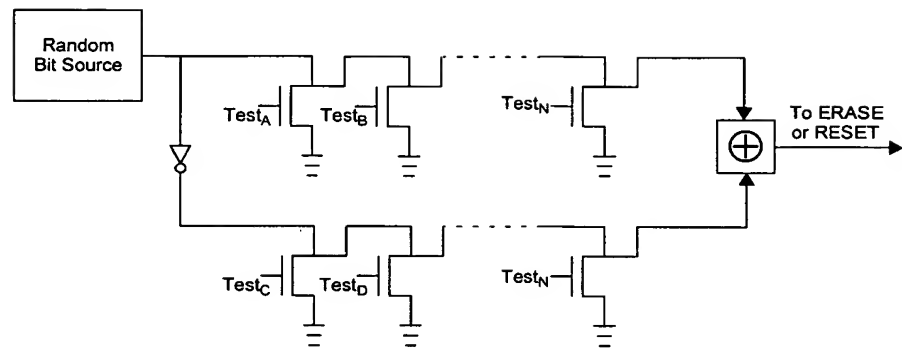 Random
Bit Source
Test_A
Test_B
Test_N
To ERASE
or RESET
Test_C
Test_D
Test_N